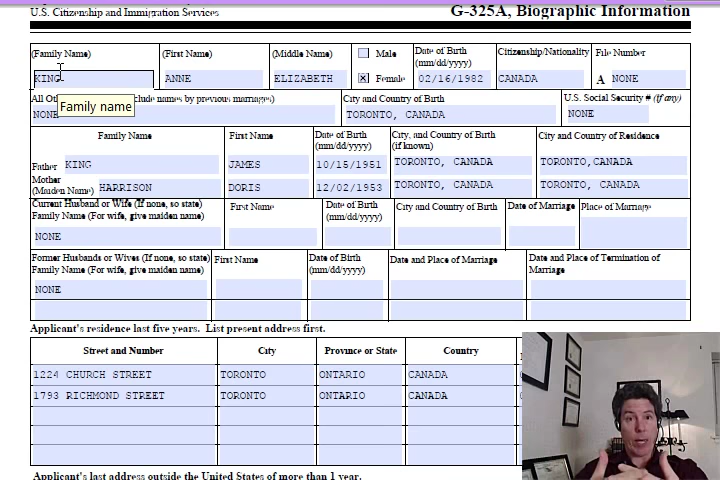 U.S. Citizenship and Immigration Services
G-325A, Biographic Information
(Family Name) (First Name) (Middle Name) Male Date of Birth (mm/dd/yyyy) Citizenship/Nationality File Number
KING ANNE ELIZABETH X Female 02/16/1982 CANADA A NONE
All include names by previous marriages) City and Country of Birth U.S. Social Security # (if any)
NONE TORONTO, CANADA NONE
Family name
Family Name First Name Date of Birth (mm/dd/yyyy) City, and Country of Birth (if known) City and Country of Residence
Father KING JAMES 10/15/1951 TORONTO, CANADA TORONTO,CANADA
Mother (Maiden Name) HARRISON DORIS 12/02/1953 TORONTO, CANADA TORONTO, CANADA
Current Husband or Wife (If none, so state) Family Name (For wife, give maiden name) First Name Date of Birth (mm/dd/yyyy) City and Country of Birth Date of Marriage Place of Marriage
NONE
Former Husbands or Wives (If none, so state) Family Name (For wife, give maiden name) First Name Date of Birth (mm/dd/yyyy) Date and Place of Marriage Date and Place of Termination of Marriage
NONE
Applicant's residence last five years. List present address first.
Street and Number City Province or State Country
1224 CHURCH STREET TORONTO ONTARIO CANADA
1793 RICHMOND STREET TORONTO ONTARIO CANADA
Applicant's last address outside the United States of more than 1 year.